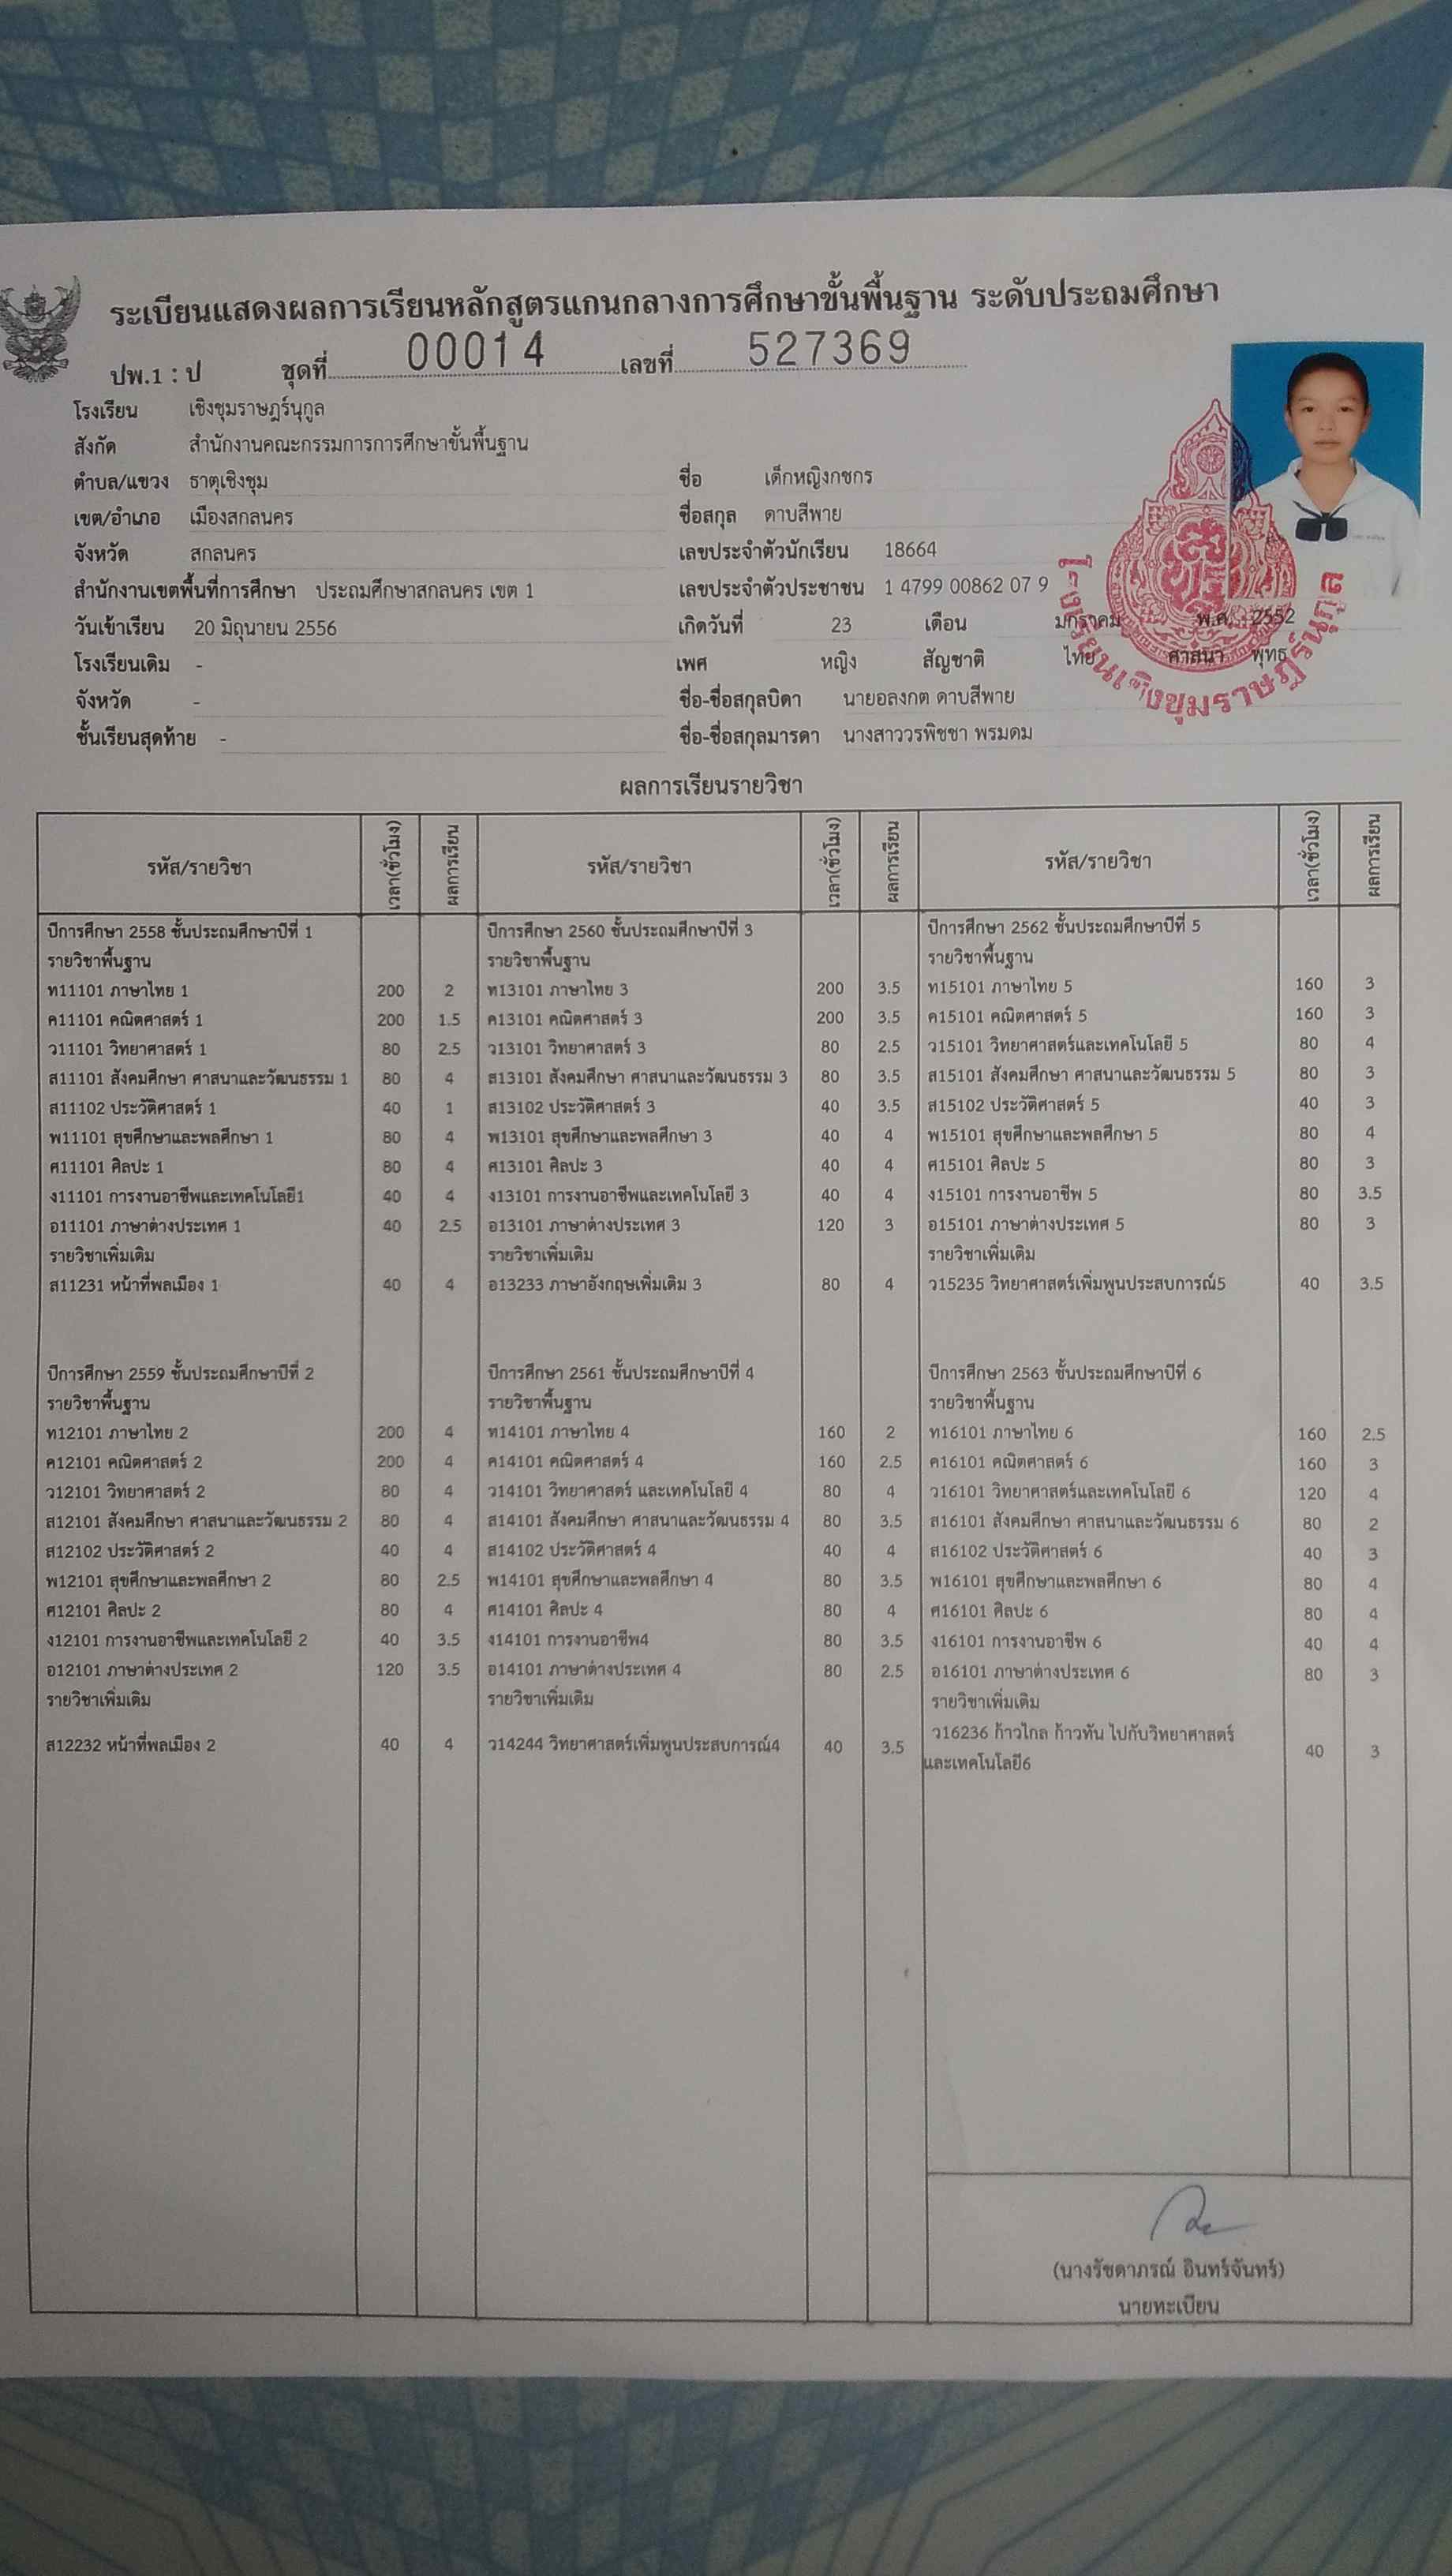 ระเบียนแสดงผลการเรียนหลักสูตรแกนกลางการศึกษาขั้นพื้นฐาน ระดับประถมศึกษา
ปพ.1 : ป ชุดที่ 00014 เลขที่ 527369
โรงเรียน เชิงชุมราษฎร์นุกูล
สังกัด สำนักงานคณะกรรมการการศึกษาขั้นพื้นฐาน
ตำบล/แขวง ธาตุเชิงชุม
เขต/อำเภอ เมืองสกลนคร
จังหวัด สกลนคร
สำนักงานเขตพื้นที่การศึกษา ประถมศึกษาสกลนคร เขต 1
วันเข้าเรียน 20 มิถุนายน 2556
โรงเรียนเดิม -
จังหวัด -
ชั้นเรียนสุดท้าย -
ชื่อ เด็กหญิงกชกร
ชื่อสกุล ดาบสีพาย
เลขประจำตัวนักเรียน 18664
เลขประจำตัวประชาชน 1 4799 00862 07 9
เกิดวันที่ 23 เดือน มกราคม พ.ศ. 2552
เพศ หญิง สัญชาติ ไทย ศาสนา พุทธ
ชื่อ-ชื่อสกุลบิดา นายอลงกต ดาบสีพาย
ชื่อ-ชื่อสกุลมารดา นางสาววรพิชชา พรมดม
โรงเรียนเชิงชุมราษฎร์นุกูล
ผลการเรียนรายวิชา
รหัส/รายวิชา เวลา(ชั่วโมง) ผลการเรียน รหัส/รายวิชา เวลา(ชั่วโมง) ผลการเรียน รหัส/รายวิชา เวลา(ชั่วโมง) ผลการเรียน
ปีการศึกษา 2558 ชั้นประถมศึกษาปีที่ 1
รายวิชาพื้นฐาน
ท11101 ภาษาไทย 1 200 2
ค11101 คณิตศาสตร์ 1 200 1.5
ว11101 วิทยาศาสตร์ 1 80 2.5
ส11101 สังคมศึกษา ศาสนาและวัฒนธรรม 1 80 4
ส11102 ประวัติศาสตร์ 1 40 1
พ11101 สุขศึกษาและพลศึกษา 1 80 4
ศ11101 ศิลปะ 1 80 4
ง11101 การงานอาชีพและเทคโนโลยี1 40 4
อ11101 ภาษาต่างประเทศ 1 40 2.5
รายวิชาเพิ่มเติม
ส11231 หน้าที่พลเมือง 1 40 4
ปีการศึกษา 2559 ชั้นประถมศึกษาปีที่ 2
รายวิชาพื้นฐาน
ท12101 ภาษาไทย 2 200 4
ค12101 คณิตศาสตร์ 2 200 4
ว12101 วิทยาศาสตร์ 2 80 4
ส12101 สังคมศึกษา ศาสนาและวัฒนธรรม 2 80 4
ส12102 ประวัติศาสตร์ 2 40 4
พ12101 สุขศึกษาและพลศึกษา 2 80 2.5
ศ12101 ศิลปะ 2 80 4
ง12101 การงานอาชีพและเทคโนโลยี 2 40 3.5
อ12101 ภาษาต่างประเทศ 2 120 3.5
รายวิชาเพิ่มเติม
ส12232 หน้าที่พลเมือง 2 40 4
ปีการศึกษา 2560 ชั้นประถมศึกษาปีที่ 3
รายวิชาพื้นฐาน
ท13101 ภาษาไทย 3 200 3.5
ค13101 คณิตศาสตร์ 3 200 3.5
ว13101 วิทยาศาสตร์ 3 80 2.5
ส13101 สังคมศึกษา ศาสนาและวัฒนธรรม 3 80 3.5
ส13102 ประวัติศาสตร์ 3 40 3.5
พ13101 สุขศึกษาและพลศึกษา 3 40 4
ศ13101 ศิลปะ 3 40 4
ง13101 การงานอาชีพและเทคโนโลยี 3 40 4
อ13101 ภาษาต่างประเทศ 3 120 3
รายวิชาเพิ่มเติม
อ13233 ภาษาอังกฤษเพิ่มเติม 3 80 4
ปีการศึกษา 2561 ชั้นประถมศึกษาปีที่ 4
รายวิชาพื้นฐาน
ท14101 ภาษาไทย 4 160 2
ค14101 คณิตศาสตร์ 4 160 2.5
ว14101 วิทยาศาสตร์ และเทคโนโลยี 4 80 4
ส14101 สังคมศึกษา ศาสนาและวัฒนธรรม 4 80 3.5
ส14102 ประวัติศาสตร์ 4 40 4
พ14101 สุขศึกษาและพลศึกษา 4 80 3.5
ศ14101 ศิลปะ 4 80 4
ง14101 การงานอาชีพ4 80 3.5
อ14101 ภาษาต่างประเทศ 4 80 2.5
รายวิชาเพิ่มเติม
ว14244 วิทยาศาสตร์เพิ่มพูนประสบการณ์4 40 3.5
ปีการศึกษา 2562 ชั้นประถมศึกษาปีที่ 5
รายวิชาพื้นฐาน
ท15101 ภาษาไทย 5 160 3
ค15101 คณิตศาสตร์ 5 160 3
ว15101 วิทยาศาสตร์และเทคโนโลยี 5 80 4
ส15101 สังคมศึกษา ศาสนาและวัฒนธรรม 5 80 3
ส15102 ประวัติศาสตร์ 5 40 3
พ15101 สุขศึกษาและพลศึกษา 5 80 4
ศ15101 ศิลปะ 5 80 3
ง15101 การงานอาชีพ 5 80 3.5
อ15101 ภาษาต่างประเทศ 5 80 3
รายวิชาเพิ่มเติม
ว15235 วิทยาศาสตร์เพิ่มพูนประสบการณ์5 40 3.5
ปีการศึกษา 2563 ชั้นประถมศึกษาปีที่ 6
รายวิชาพื้นฐาน
ท16101 ภาษาไทย 6 160 2.5
ค16101 คณิตศาสตร์ 6 160 3
ว16101 วิทยาศาสตร์และเทคโนโลยี 6 120 4
ส16101 สังคมศึกษา ศาสนาและวัฒนธรรม 6 80 2
ส16102 ประวัติศาสตร์ 6 40 3
พ16101 สุขศึกษาและพลศึกษา 6 80 4
ศ16101 ศิลปะ 6 80 4
ง16101 การงานอาชีพ 6 40 4
อ16101 ภาษาต่างประเทศ 6 80 3
รายวิชาเพิ่มเติม
ว16236 ก้าวไกล ก้าวทัน ไปกับวิทยาศาสตร์
และเทคโนโลยี6 40 3
(นางรัชดาภรณ์ อินทร์จันทร์)
นายทะเบียน